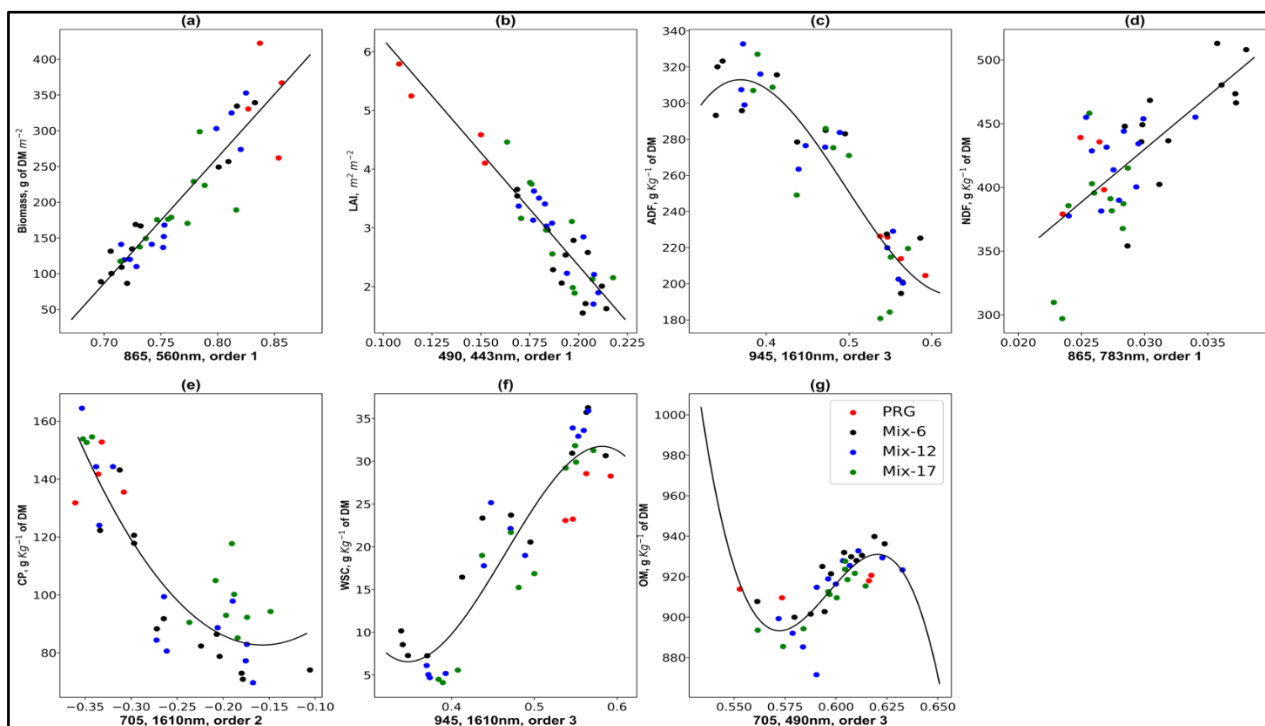 (a)
Biomass, g of DM m⁻²
400
350
300
250
200
150
100
50
0.70 0.75 0.80 0.85
865, 560nm, order 1
(b)
LAI, m² m⁻²
6
5
4
3
2
0.100 0.125 0.150 0.175 0.200 0.225
490, 443nm, order 1
(c)
ADF, g Kg⁻¹ of DM
340
320
300
280
260
240
220
200
180
0.4 0.5 0.6
945, 1610nm, order 3
(d)
NDF, g Kg⁻¹ of DM
500
450
400
350
300
0.020 0.025 0.030 0.035
865, 783nm, order 1
(e)
CP, g Kg⁻¹ of DM
160
140
120
100
80
−0.35 −0.30 −0.25 −0.20 −0.15 −0.10
705, 1610nm, order 2
(f)
WSC, g Kg⁻¹ of DM
35
30
25
20
15
10
5
0.4 0.5 0.6
945, 1610nm, order 3
(g)
OM, g Kg⁻¹ of DM
1000
980
960
940
920
900
880
0.550 0.575 0.600 0.625 0.650
705, 490nm, order 3
PRG
Mix-6
Mix-12
Mix-17